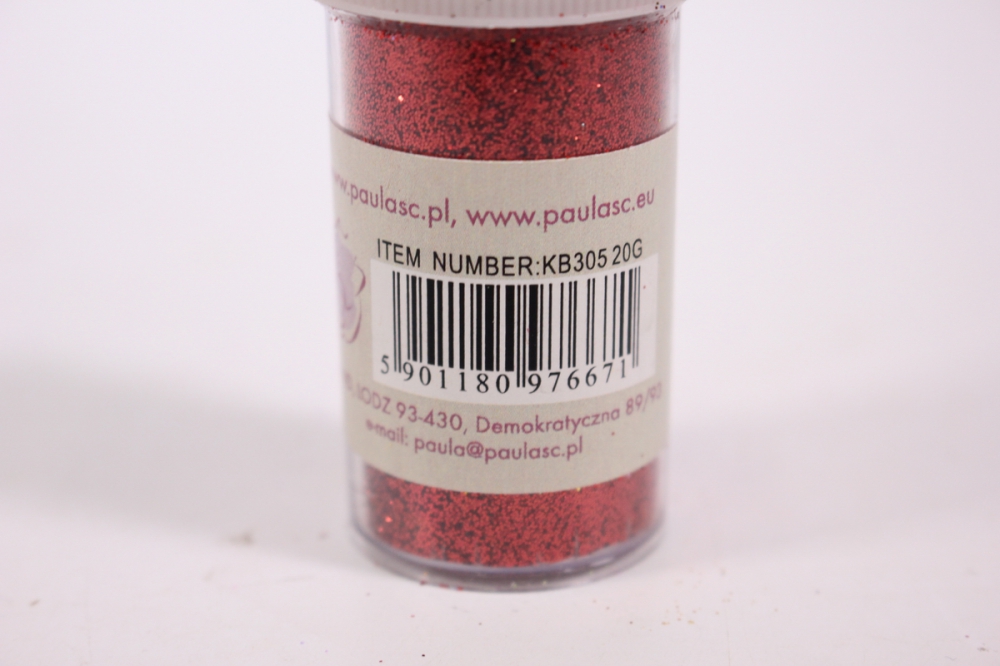 www.paulasc.pl, www.paulasc.eu
ITEM NUMBER:KB305 20G
5 901180 976671
LODZ 93-430, Demokratyczna 89/93
e-mail: paula@paulasc.pl